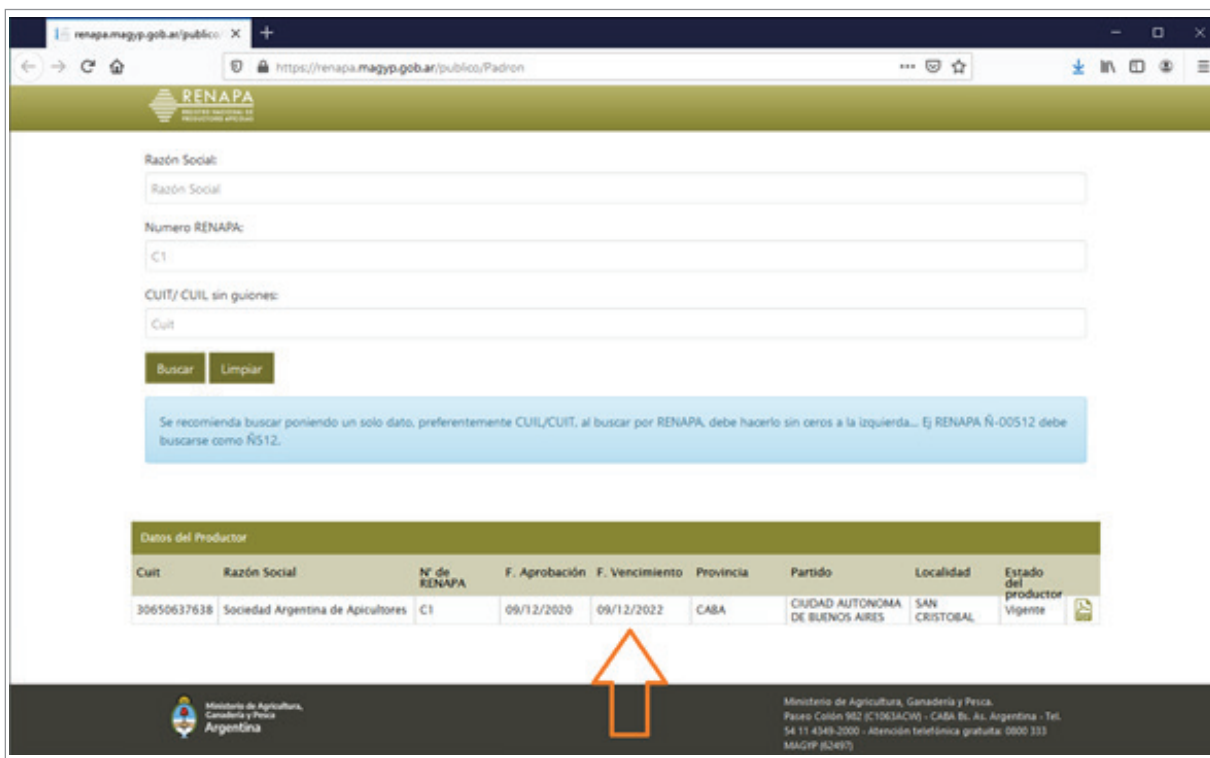 renapa.magyp.gob.ar/publico
https://renapa.magyp.gob.ar/publico/Padron
RENAPA
REGISTRO NACIONAL DE
PRODUCTORES APICOLAS
Razón Social:
Razón Social
Numero RENAPA:
C1
CUIT/ CUIL sin guiones:
Cuit
Buscar Limpiar
Se recomienda buscar poniendo un solo dato, preferentemente CUIL/CUIT, al buscar por RENAPA, debe hacerlo sin ceros a la izquierda... Ej RENAPA Ñ-00512 debe
buscarse como Ñ512.
Datos del Productor
Cuit Razón Social N° de RENAPA F. Aprobación F. Vencimiento Provincia Partido Localidad Estado del productor
30650637638 Sociedad Argentina de Apicultores C1 09/12/2020 09/12/2022 CABA CIUDAD AUTONOMA DE BUENOS AIRES SAN CRISTOBAL Vigente
Ministerio de Agricultura,
Ganadería y Pesca
Argentina
Ministerio de Agricultura, Ganadería y Pesca.
Paseo Colón 982 (C1063ACW) - CABA Bs. As. Argentina - Tel.
54 11 4349-2000 - Atención telefónica gratuita: 0800 333
MAGYP (62497)